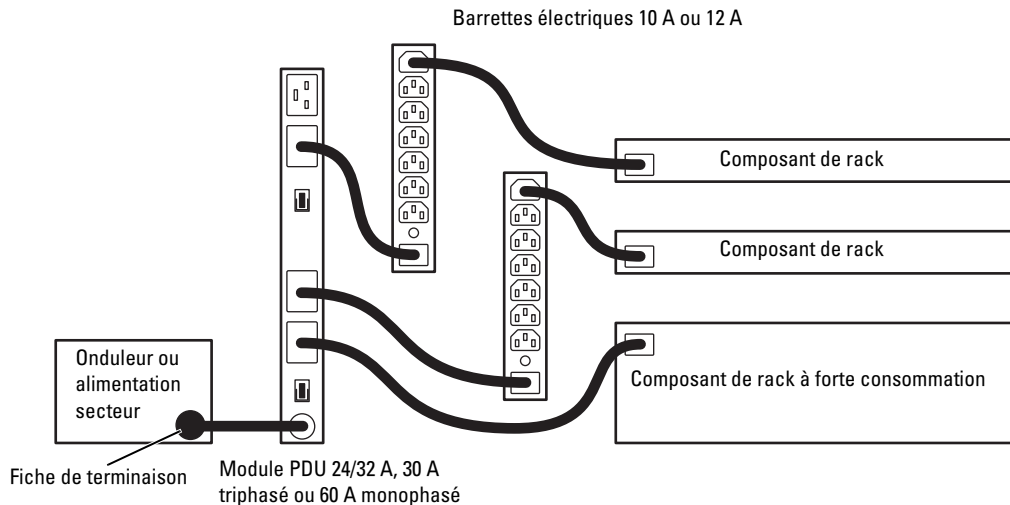 Barrettes électriques 10 A ou 12 A
Composant de rack
Composant de rack
Composant de rack à forte consommation
Onduleur ou
alimentation
secteur
Fiche de terminaison
Module PDU 24/32 A, 30 A
triphasé ou 60 A monophasé